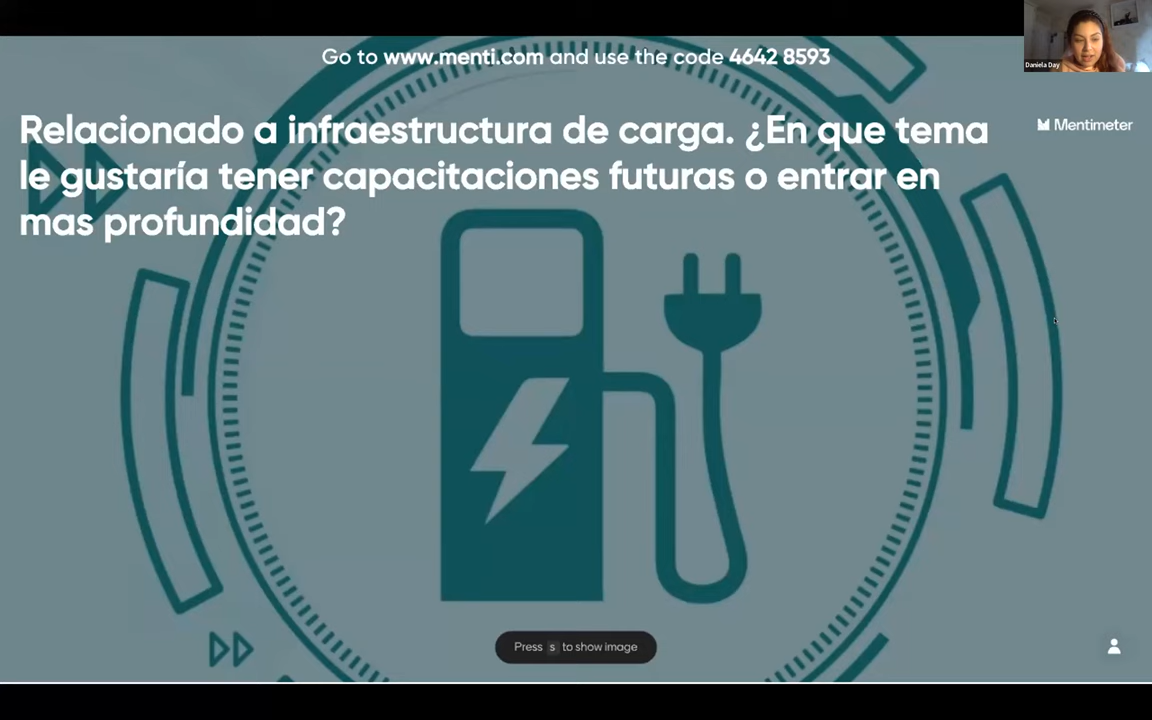 Go to www.menti.com and use the code 4642 8593
Daniela Day
Mentimeter
Relacionado a infraestructura de carga. ¿En que tema
le gustaría tener capacitaciones futuras o entrar en
mas profundidad?
Press s to show image